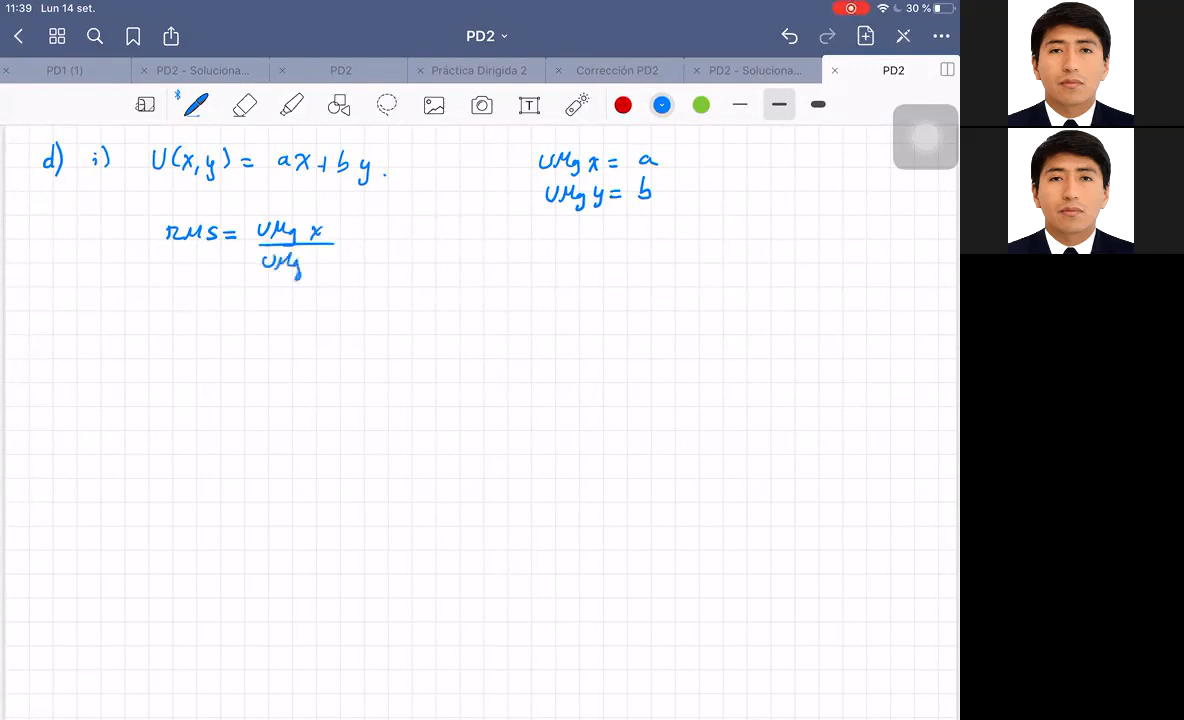 11:39 Lun 14 set. 30 %
PD2
PD1 (1)
PD2 - Soluciona...
PD2
Práctica Dirigida 2
Corrección PD2
PD2 - Soluciona...
PD2
d) i) U(x,y) = ax + by.
UMg x = a
UMg y = b
RMS = UMg x
UMg